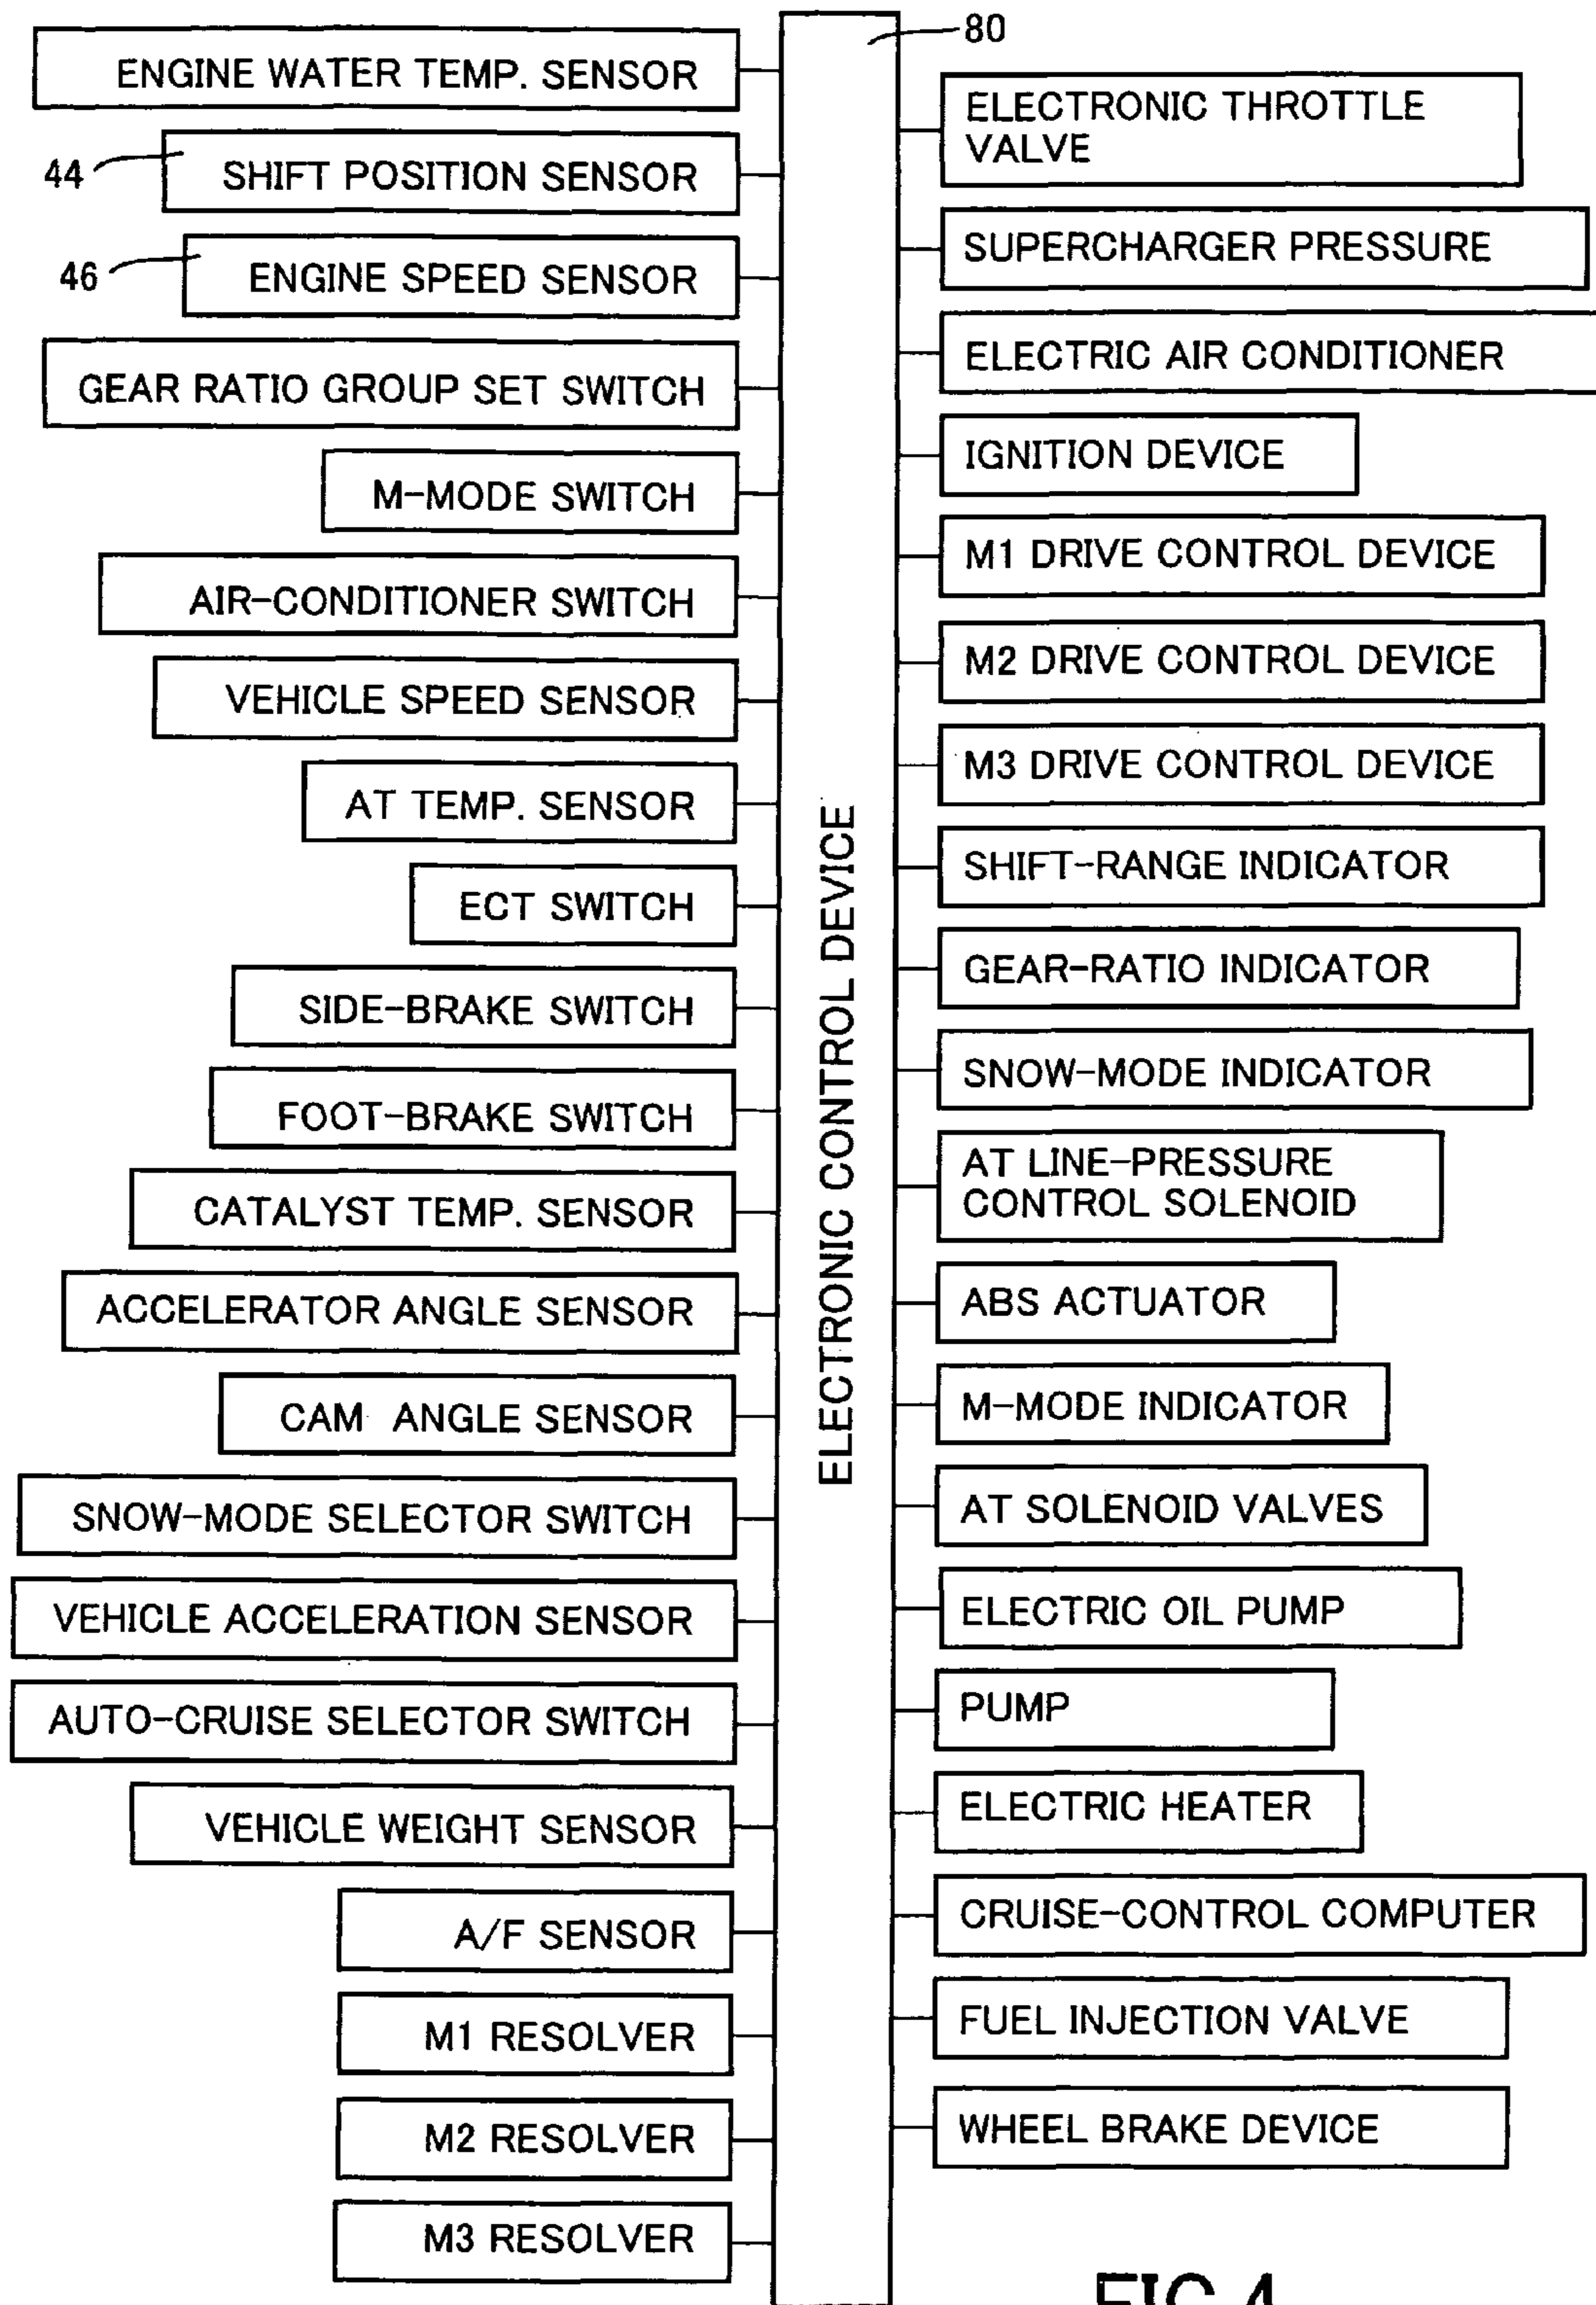 80
ENGINE WATER TEMP. SENSOR
44
SHIFT POSITION SENSOR
46
ENGINE SPEED SENSOR
GEAR RATIO GROUP SET SWITCH
M-MODE SWITCH
AIR-CONDITIONER SWITCH
VEHICLE SPEED SENSOR
AT TEMP. SENSOR
ECT SWITCH
SIDE-BRAKE SWITCH
FOOT-BRAKE SWITCH
CATALYST TEMP. SENSOR
ACCELERATOR ANGLE SENSOR
CAM ANGLE SENSOR
SNOW-MODE SELECTOR SWITCH
VEHICLE ACCELERATION SENSOR
AUTO-CRUISE SELECTOR SWITCH
VEHICLE WEIGHT SENSOR
A/F SENSOR
M1 RESOLVER
M2 RESOLVER
M3 RESOLVER
ELECTRONIC CONTROL DEVICE
ELECTRONIC THROTTLE
VALVE
SUPERCHARGER PRESSURE
ELECTRIC AIR CONDITIONER
IGNITION DEVICE
M1 DRIVE CONTROL DEVICE
M2 DRIVE CONTROL DEVICE
M3 DRIVE CONTROL DEVICE
SHIFT-RANGE INDICATOR
GEAR-RATIO INDICATOR
SNOW-MODE INDICATOR
AT LINE-PRESSURE
CONTROL SOLENOID
ABS ACTUATOR
M-MODE INDICATOR
AT SOLENOID VALVES
ELECTRIC OIL PUMP
PUMP
ELECTRIC HEATER
CRUISE-CONTROL COMPUTER
FUEL INJECTION VALVE
WHEEL BRAKE DEVICE
FIG.4